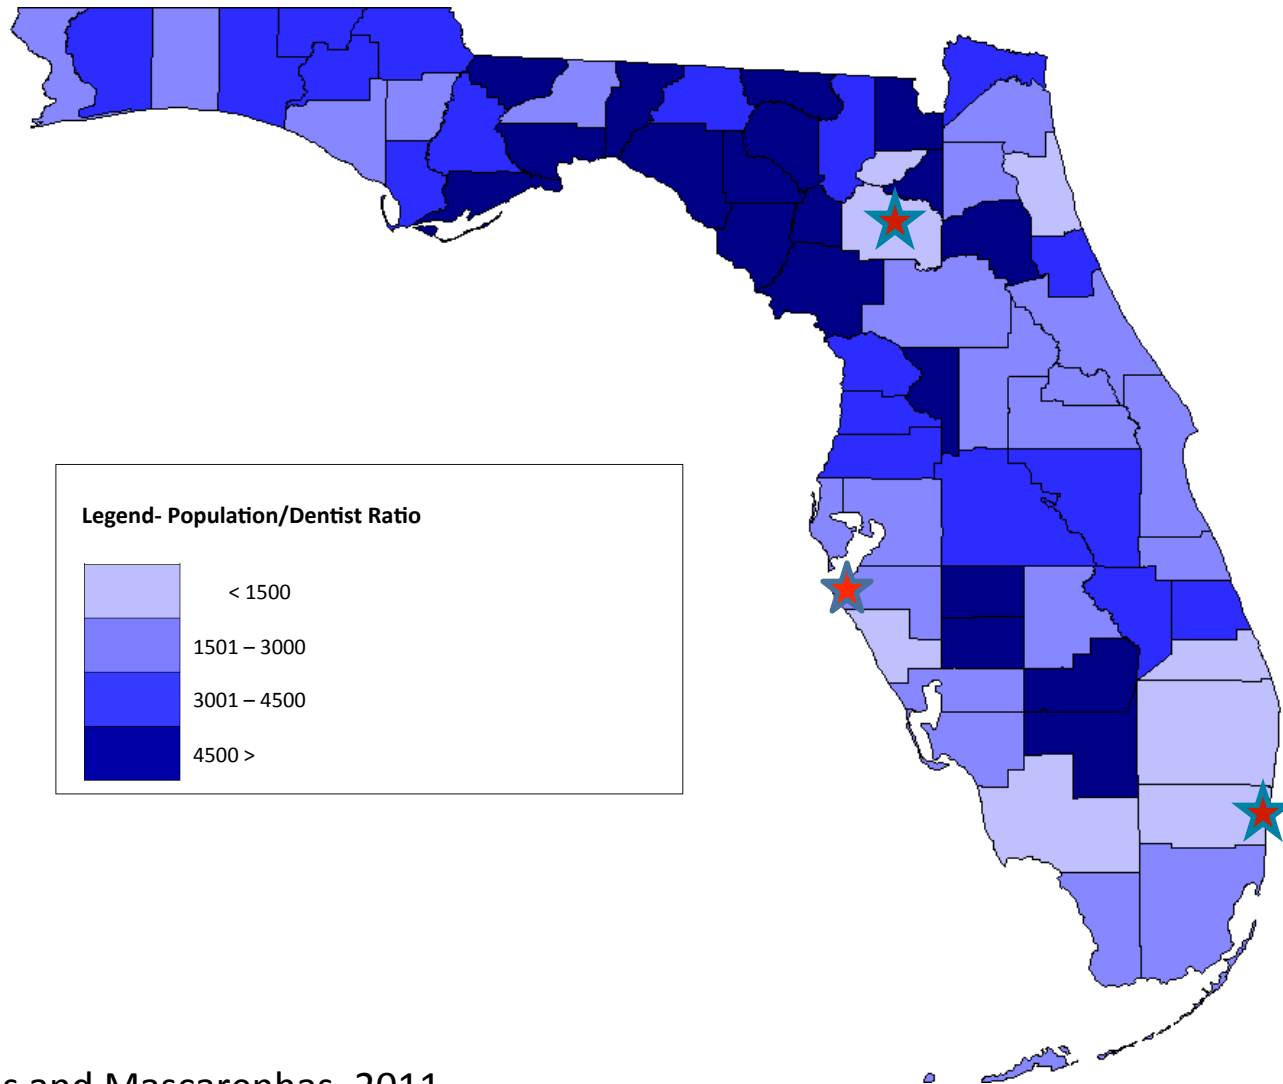 Legend- Population/Dentist Ratio
< 1500
1501 – 3000
3001 – 4500
4500 >
and Mascarenhas, 2011